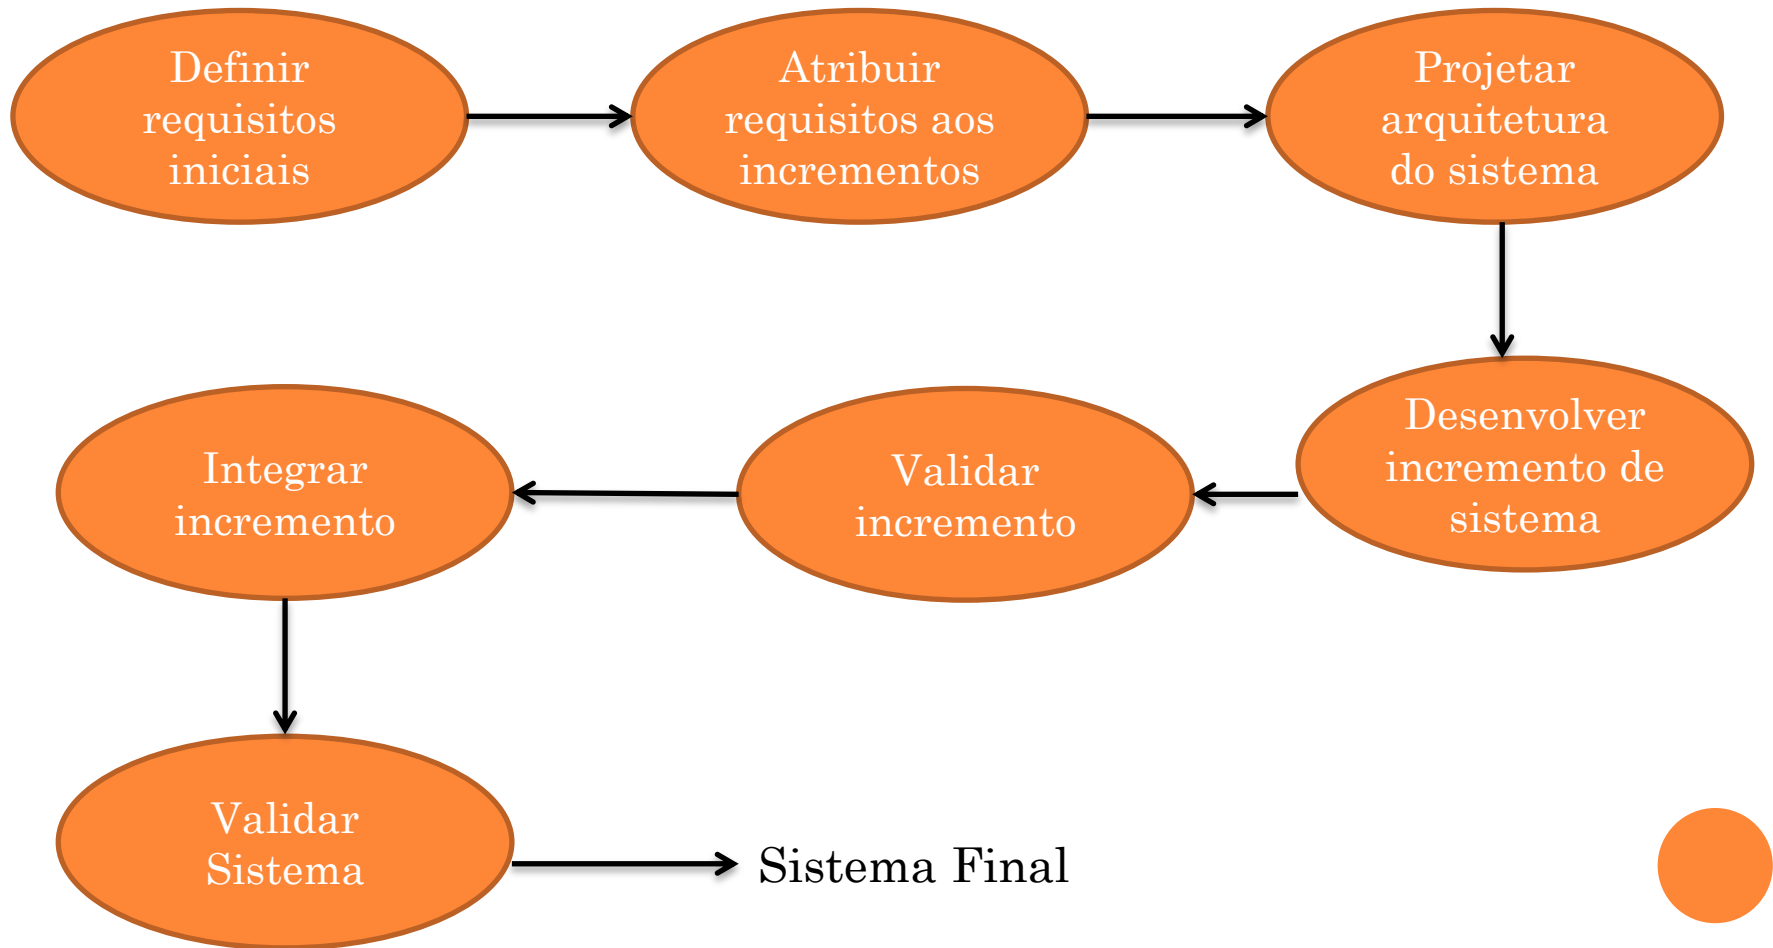 Definir
requisitos
iniciais
Atribuir
requisitos aos
incrementos
Projetar
arquitetura
do sistema
Desenvolver
incremento de
sistema
Validar
incremento
Integrar
incremento
Validar
Sistema
Sistema Final